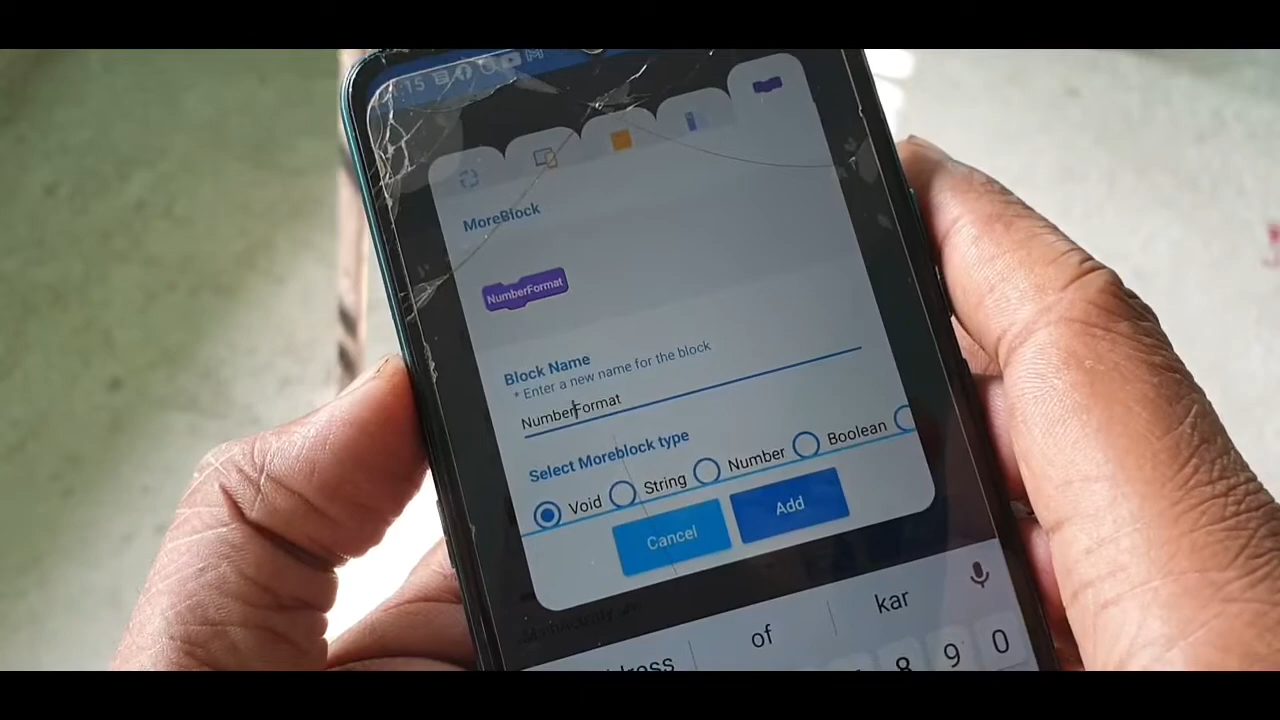 :15
MoreBlock
NumberFormat
Block Name
* Enter a new name for the block
NumberFormat
Select Moreblock type
Void String Number Boolean
Cancel Add
of kar
8 9 0